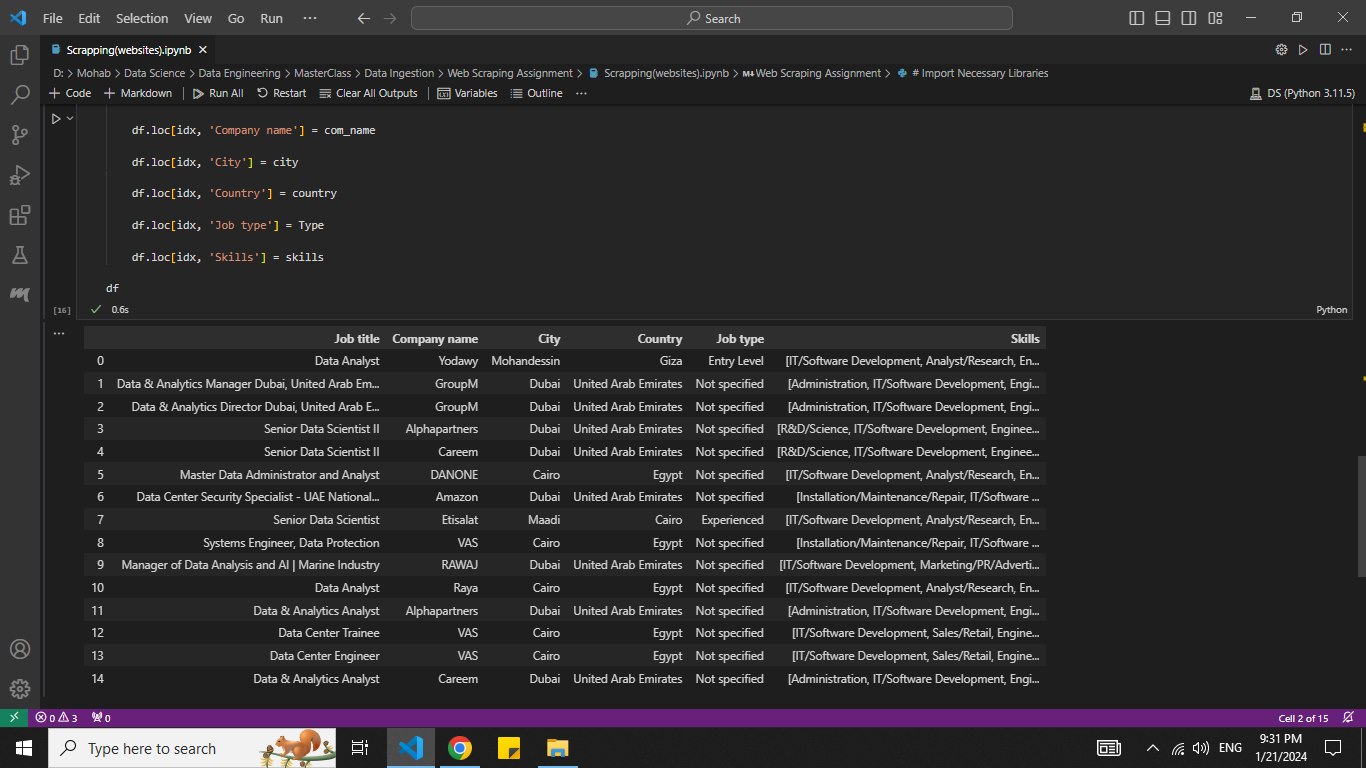 File Edit Selection View Go Run ··· Search
Scrapping(websites).ipynb
D: > Mohab > Data Science > Data Engineering > MasterClass > Data Ingestion > Web Scraping Assignment > Scrapping(websites).ipynb > M↓Web Scraping Assignment > # Import Necessary Libraries
+ Code + Markdown | Run All Restart Clear All Outputs | Variables Outline ··· DS (Python 3.11.5)
df.loc[idx, 'Company name'] = com_name
df.loc[idx, 'City'] = city
df.loc[idx, 'Country'] = country
df.loc[idx, 'Job type'] = Type
df.loc[idx, 'Skills'] = skills
df
[16] 0.6s Python
Job title Company name City Country Job type Skills
0 Data Analyst Yodawy Mohandessin Giza Entry Level [IT/Software Development, Analyst/Research, En...
1 Data & Analytics Manager Dubai, United Arab Em... GroupM Dubai United Arab Emirates Not specified [Administration, IT/Software Development, Engi...
2 Data & Analytics Director Dubai, United Arab E... GroupM Dubai United Arab Emirates Not specified [Administration, IT/Software Development, Engi...
3 Senior Data Scientist II Alphapartners Dubai United Arab Emirates Not specified [R&D/Science, IT/Software Development, Enginee...
4 Senior Data Scientist II Careem Dubai United Arab Emirates Not specified [R&D/Science, IT/Software Development, Enginee...
5 Master Data Administrator and Analyst DANONE Cairo Egypt Not specified [IT/Software Development, Analyst/Research, En...
6 Data Center Security Specialist - UAE National... Amazon Dubai United Arab Emirates Not specified [Installation/Maintenance/Repair, IT/Software ...
7 Senior Data Scientist Etisalat Maadi Cairo Experienced [IT/Software Development, Analyst/Research, En...
8 Systems Engineer, Data Protection VAS Cairo Egypt Not specified [Installation/Maintenance/Repair, IT/Software ...
9 Manager of Data Analysis and AI | Marine Industry RAWAJ Dubai United Arab Emirates Not specified [IT/Software Development, Marketing/PR/Adverti...
10 Data Analyst Raya Cairo Egypt Not specified [IT/Software Development, Analyst/Research, En...
11 Data & Analytics Analyst Alphapartners Dubai United Arab Emirates Not specified [Administration, IT/Software Development, Engi...
12 Data Center Trainee VAS Cairo Egypt Not specified [IT/Software Development, Sales/Retail, Engine...
13 Data Center Engineer VAS Cairo Egypt Not specified [IT/Software Development, Sales/Retail, Engine...
14 Data & Analytics Analyst Careem Dubai United Arab Emirates Not specified [Administration, IT/Software Development, Engi...
0 3 0 Cell 2 of 15
Type here to search ENG 9:31 PM
1/21/2024